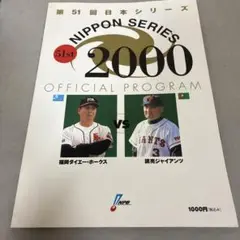 第51回日本シリーズ
NIPPON SERIES
51st
2000
OFFICIAL PROGRAM
VS
福岡ダイエーホークス
読売ジャイアンツ
GIANTS
3
1000円